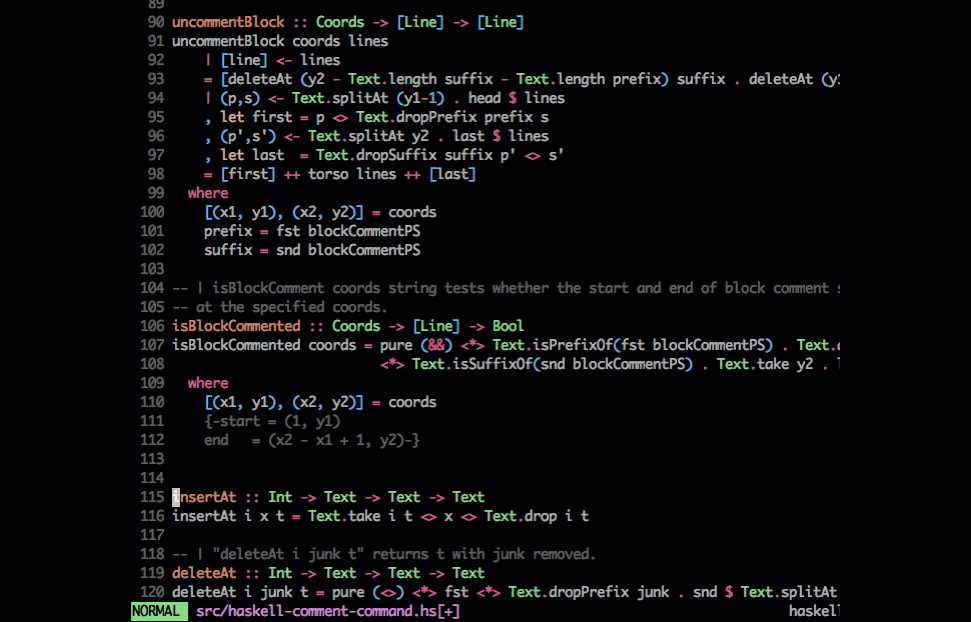 89
90 uncommentBlock :: Coords -> [Line] -> [Line]
91 uncommentBlock coords lines
92     | [line] <- lines
93     = [deleteAt (y2 - Text.length suffix - Text.length prefix) suffix . deleteAt (y1
94     | (p,s) <- Text.splitAt (y1-1) . head $ lines
95     , let first = p <> Text.dropPrefix prefix s
96     , (p',s') <- Text.splitAt y2 . last $ lines
97     , let last  = Text.dropSuffix suffix p' <> s'
98     = [first] ++ torso lines ++ [last]
99   where
100     [(x1, y1), (x2, y2)] = coords
101     prefix = fst blockCommentPS
102     suffix = snd blockCommentPS
103
104 -- | isBlockComment coords string tests whether the start and end of block comment
105 -- at the specified coords.
106 isBlockCommented :: Coords -> [Line] -> Bool
107 isBlockCommented coords = pure (&&) <*> Text.isPrefixOf(fst blockCommentPS) . Text.
108                           <*> Text.isSuffixOf(snd blockCommentPS) . Text.take y2 .
109   where
110     [(x1, y1), (x2, y2)] = coords
111     {-start = (1, y1)
112     end   = (x2 - x1 + 1, y2)-}
113
114
115 insertAt :: Int -> Text -> Text -> Text
116 insertAt i x t = Text.take i t <> x <> Text.drop i t
117
118 -- | "deleteAt i junk t" returns t with junk removed.
119 deleteAt :: Int -> Text -> Text -> Text
120 deleteAt i junk t = pure (<>) <*> fst <*> Text.dropPrefix junk . snd $ Text.splitAt
NORMAL src/haskell-comment-command.hs[+] haskell